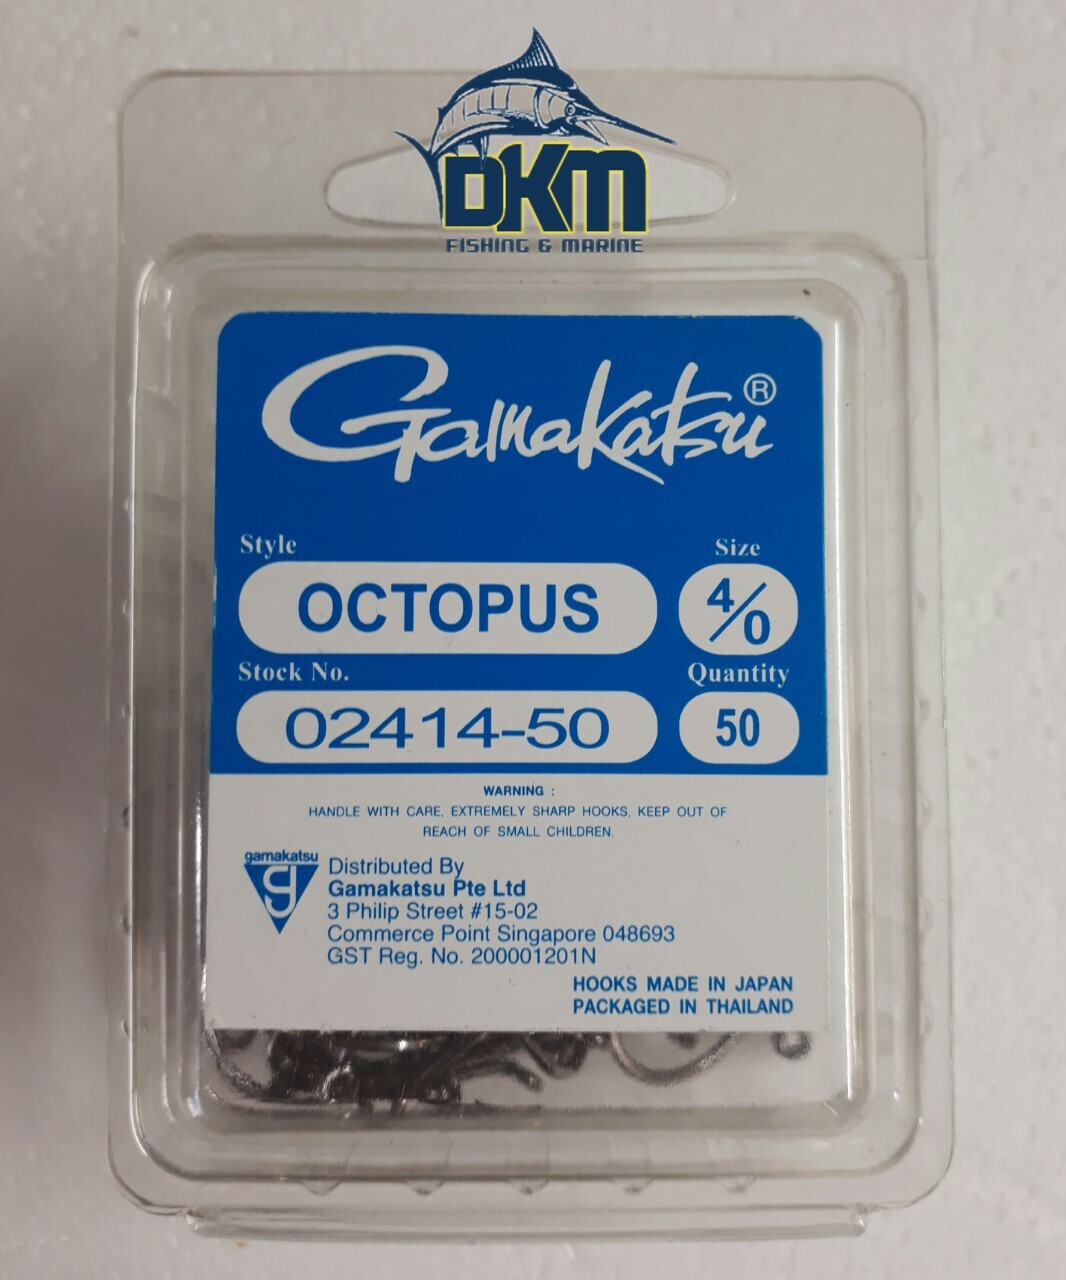 DKM
FISHING & MARINE
Gamakatsu®
Style
Size
OCTOPUS
4/0
Stock No.
Quantity
02414-50
50
WARNING :
HANDLE WITH CARE, EXTREMELY SHARP HOOKS, KEEP OUT OF
REACH OF SMALL CHILDREN.
gamakatsu
Distributed By
Gamakatsu Pte Ltd
3 Philip Street #15-02
Commerce Point Singapore 048693
GST Reg. No. 200001201N
HOOKS MADE IN JAPAN
PACKAGED IN THAILAND